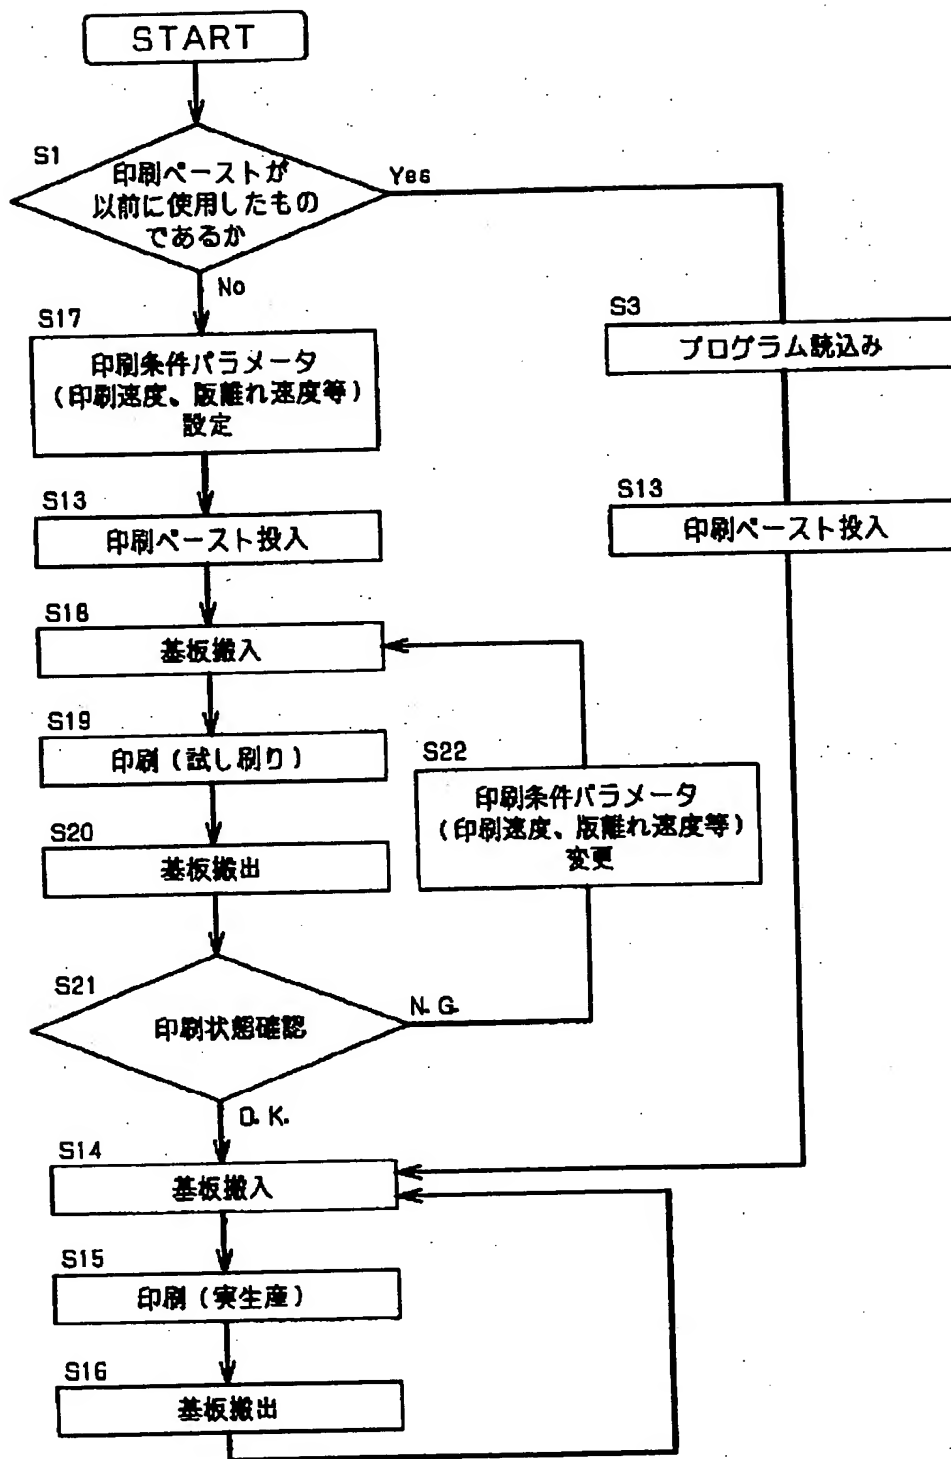 START
S1
印刷ペーストが
以前に使用したもの
であるか
Yes
No
S17
印刷条件パラメータ
(印刷速度、版離れ速度等)
設定
S3
プログラム読込み
S13
印刷ペースト投入
S13
印刷ペースト投入
S18
基板搬入
S19
印刷(試し刷り)
S20
基板搬出
S22
印刷条件パラメータ
(印刷速度、版離れ速度等)
変更
S21
印刷状態確認
N.G.
O.K.
S14
基板搬入
S15
印刷(実生産)
S16
基板搬出